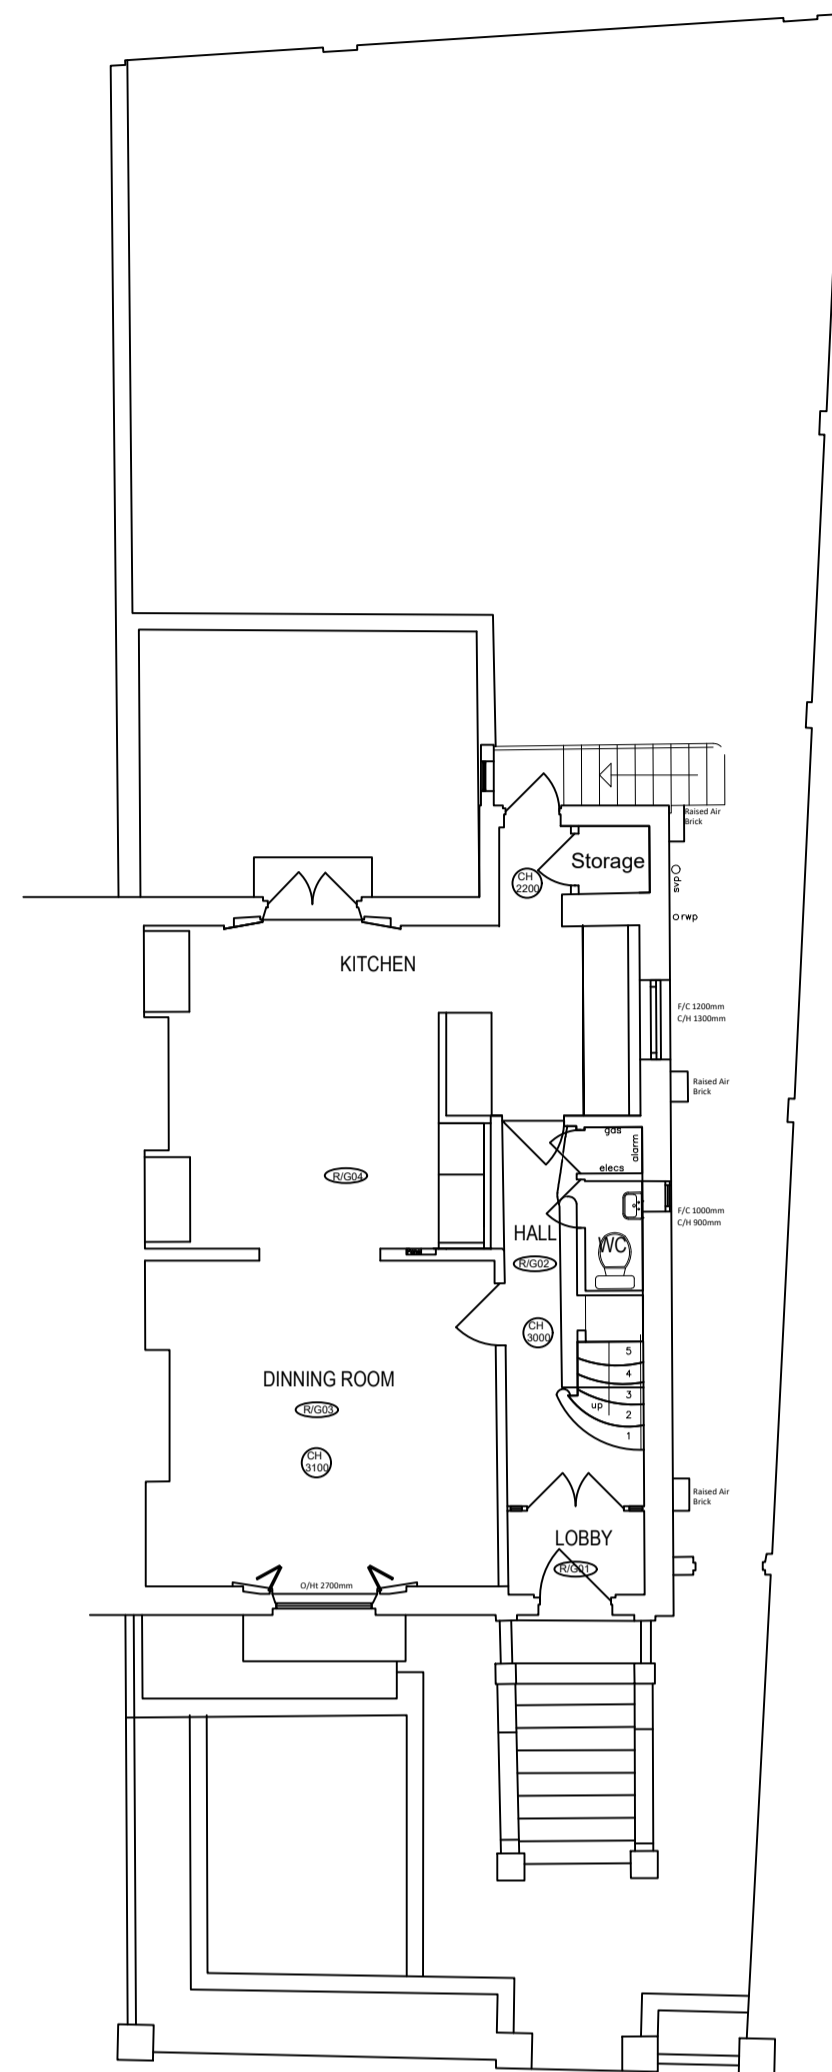 Raised Air
Brick
Storage
CH
2200
svp
rwp
KITCHEN
F/C 1200mm
C/H 1300mm
Raised Air
Brick
gas
alarm
elecs
R/G04
F/C 1000mm
C/H 900mm
HALL
WC
R/G02
CH
3000
5
4
3
2
1
up
DINNING ROOM
R/G03
CH
3100
Raised Air
Brick
LOBBY
R/G01
O/Ht 2700mm